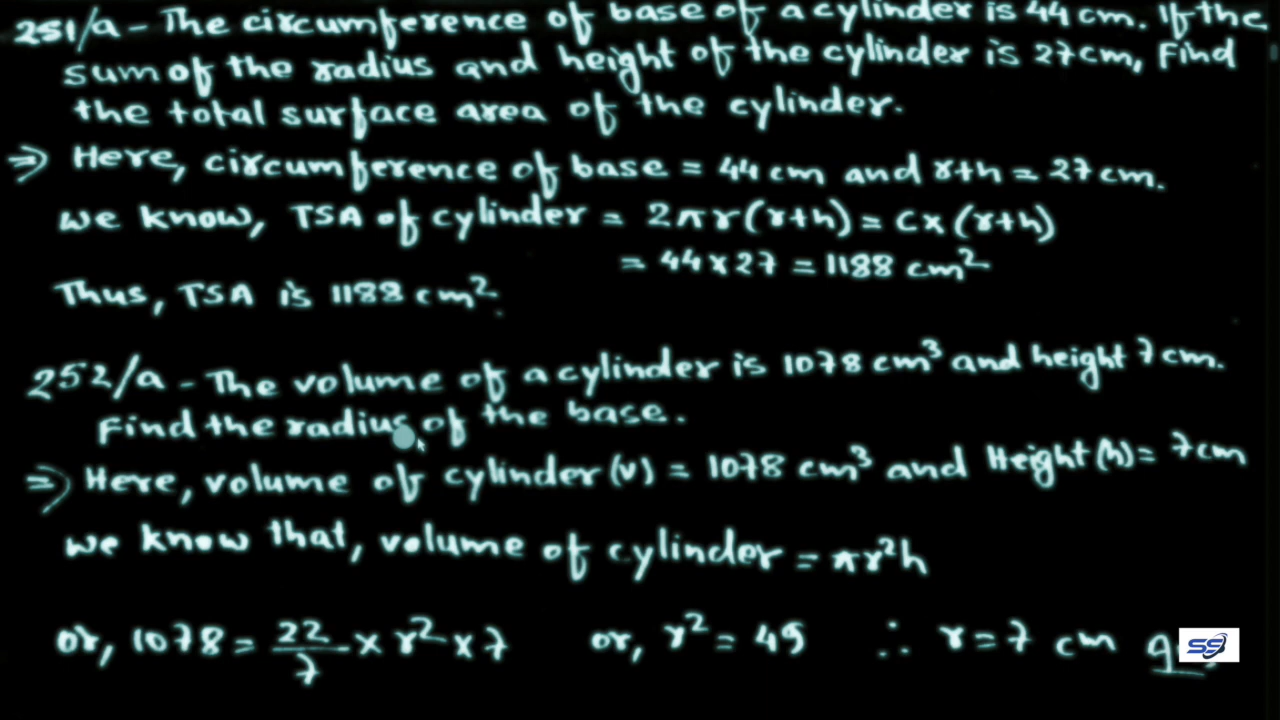 251/a - The circumference of base of a cylinder is 44 cm. If the
sum of the radius and height of the cylinder is 27cm, Find
the total surface area of the cylinder.
⇒ Here, circumference of base = 44 cm and r+h = 27 cm.
we know, TSA of cylinder = 2πr(r+h) = C×(r+h)
= 44×27 = 1188 cm²
Thus, TSA is 1188 cm².
252/a - The volume of a cylinder is 1078 cm³ and height 7 cm.
Find the radius of the base.
⇒ Here, volume of cylinder (v) = 1078 cm³ and Height (h) = 7cm
we know that, volume of cylinder = πr²h
or, 1078 = 22/7 × r² × 7 or, r² = 49 ∴ r = 7 cm
SS